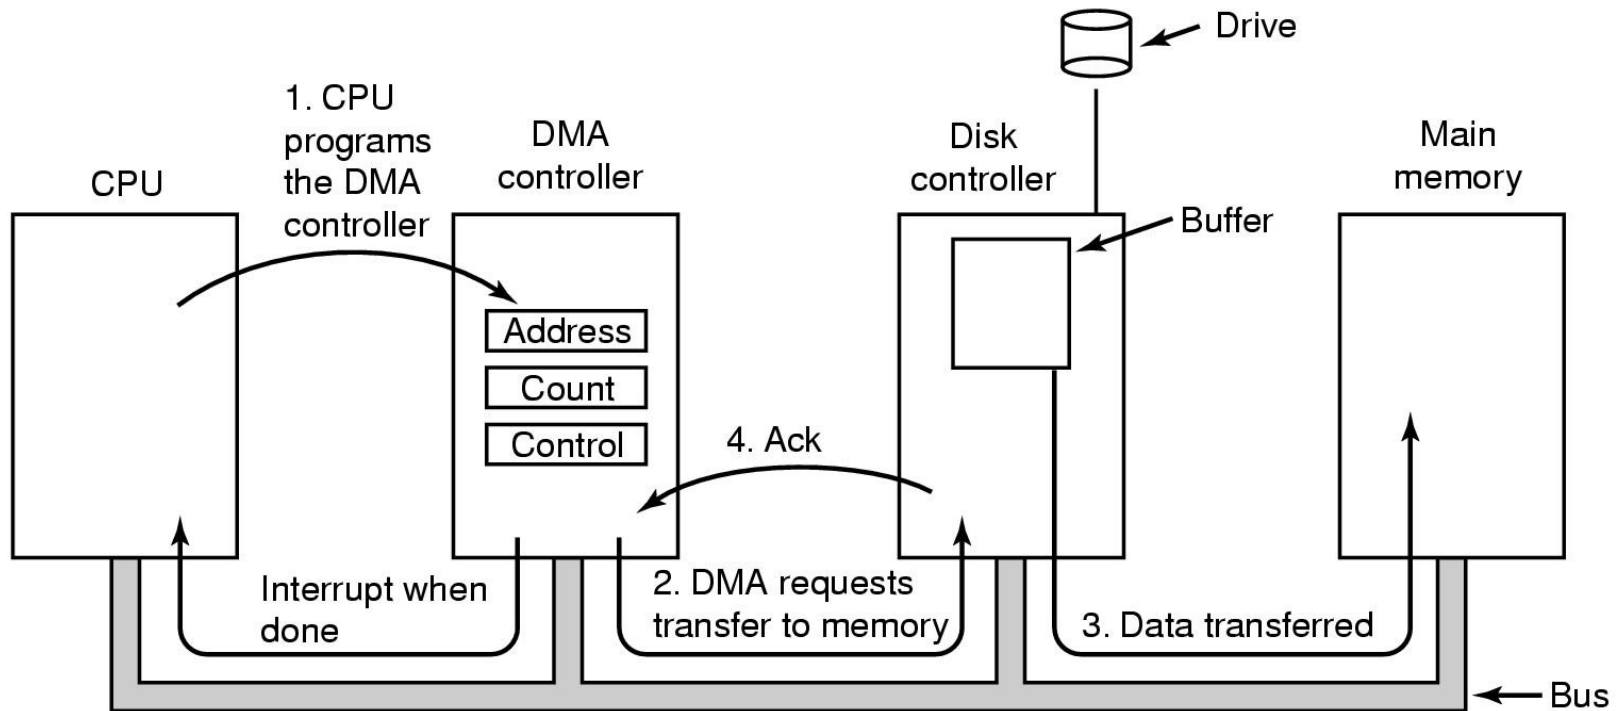 Drive
1. CPU
programs
the DMA
controller
DMA
controller
Disk
controller
Main
memory
CPU
Buffer
Address
Count
Control
4. Ack
Interrupt when
done
2. DMA requests
transfer to memory
3. Data transferred
Bus